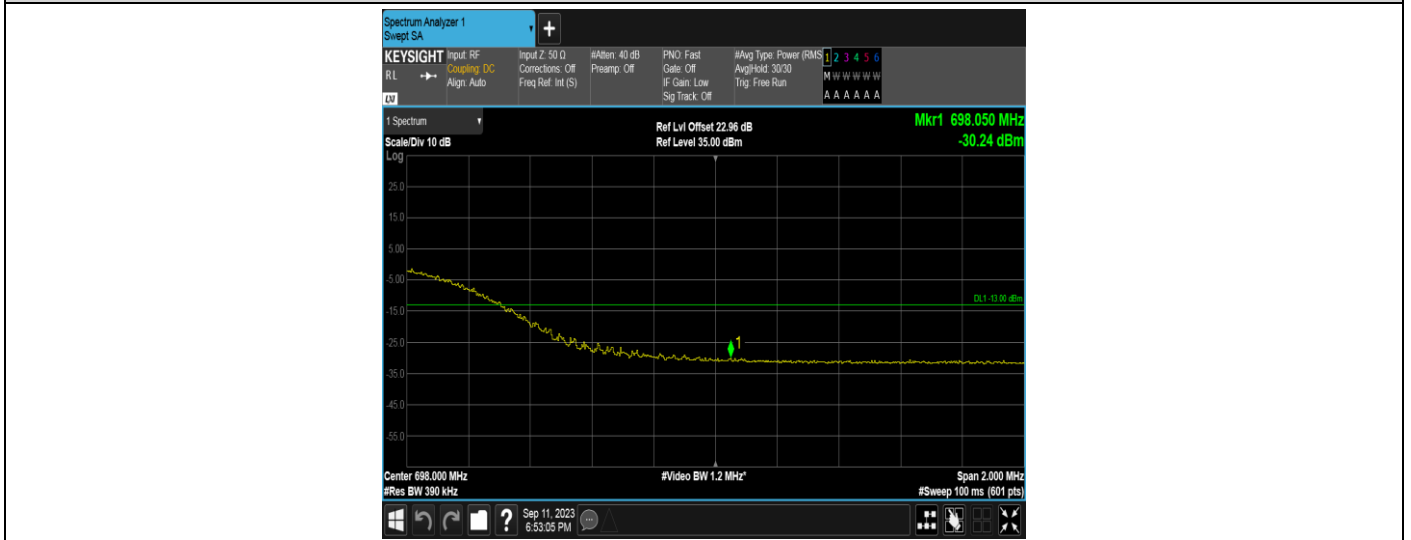 Spectrum Analyzer 1
Swept SA
+
KEYSIGHT
RL
LXI
Input: RF
Coupling: DC
Align: Auto
Input Z: 50 Ω
Corrections: Off
Freq Ref: Int (S)
#Atten: 40 dB
Preamp: Off
PNO: Fast
Gate: Off
IF Gain: Low
Sig Track: Off
#Avg Type: Power (RMS
Avg|Hold: 30/30
Trig: Free Run
1 2 3 4 5 6
M W W W W W
A A A A A A
1 Spectrum
Scale/Div 10 dB
Log
Ref Lvl Offset 22.96 dB
Ref Level 35.00 dBm
Mkr1 698.050 MHz
-30.24 dBm
25.0
15.0
5.00
-5.00
DL1 -13.00 dBm
-15.0
-25.0
1
-35.0
-45.0
-55.0
Center 698.000 MHz
#Res BW 390 kHz
#Video BW 1.2 MHz*
Span 2.000 MHz
#Sweep 100 ms (601 pts)
?
Sep 11, 2023
6:53:05 PM